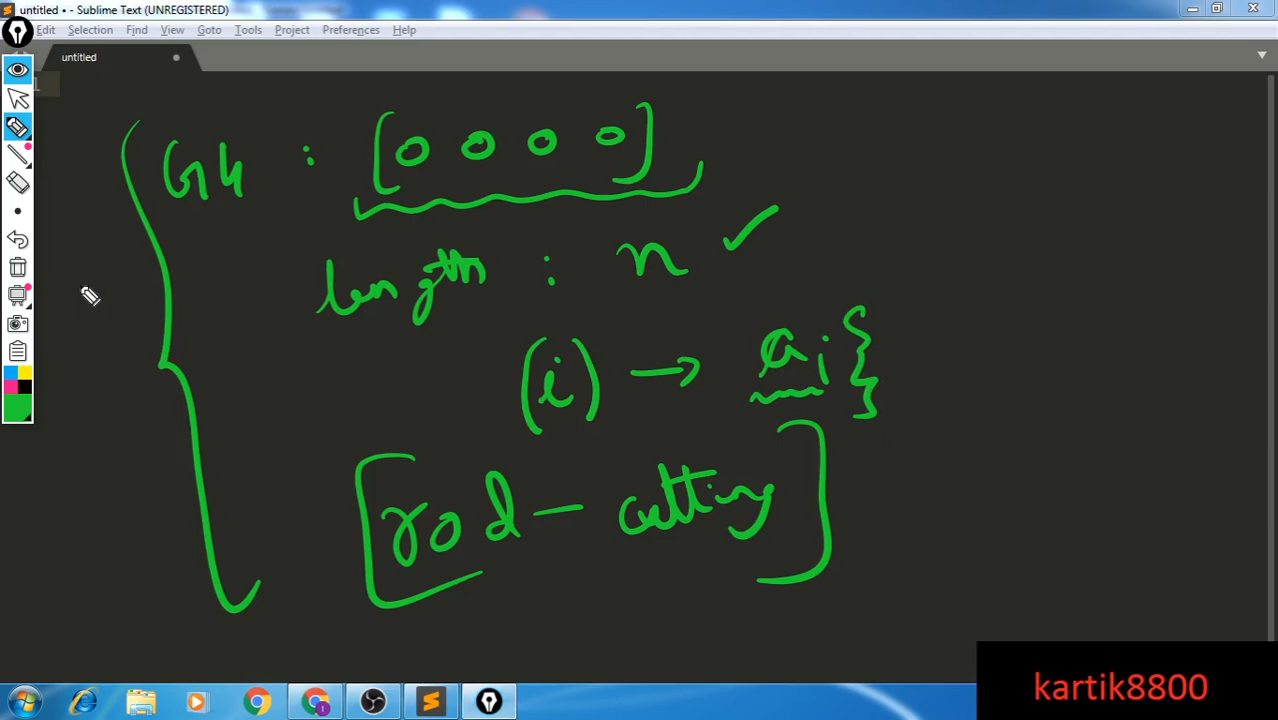 untitled • - Sublime Text (UNREGISTERED)
Edit Selection Find View Goto Tools Project Preferences Help
untitled
1
: [0 0 0 0]
length : n ✓
(i) → ai}
[rod - cutting]
kartik8800